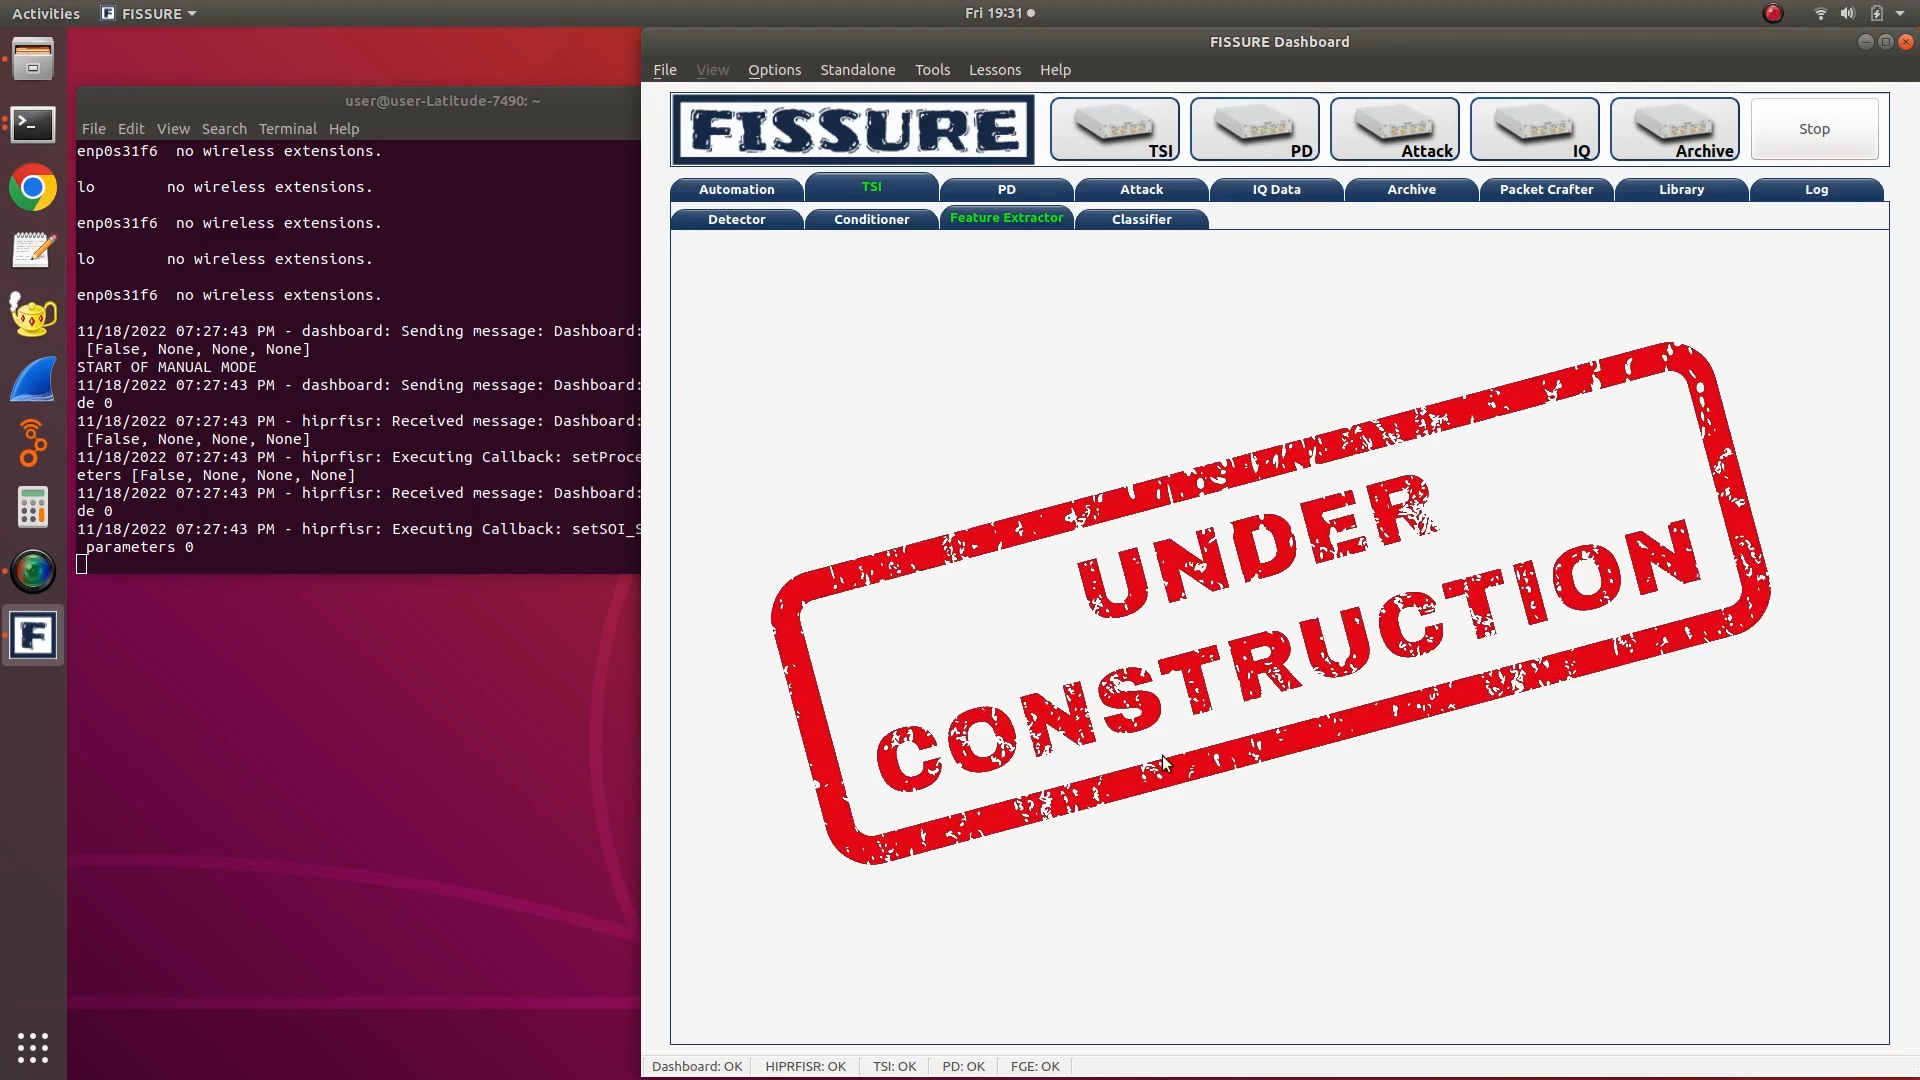 Activities FISSURE Fri 19:31
user@user-Latitude-7490: ~
File Edit View Search Terminal Help
enp0s31f6 no wireless extensions.
lo no wireless extensions.
enp0s31f6 no wireless extensions.
lo no wireless extensions.
enp0s31f6 no wireless extensions.
11/18/2022 07:27:43 PM - dashboard: Sending message: Dashboard:
[False, None, None, None]
START OF MANUAL MODE
11/18/2022 07:27:43 PM - dashboard: Sending message: Dashboard:
de 0
11/18/2022 07:27:43 PM - hiprfisr: Received message: Dashboard:
[False, None, None, None]
11/18/2022 07:27:43 PM - hiprfisr: Executing Callback: setProce
eters [False, None, None, None]
11/18/2022 07:27:43 PM - hiprfisr: Received message: Dashboard:
de 0
11/18/2022 07:27:43 PM - hiprfisr: Executing Callback: setSOI_S
parameters 0
FISSURE Dashboard
File View Options Standalone Tools Lessons Help
FISSURE TSI PD Attack IQ Archive Stop
Automation TSI PD Attack IQ Data Archive Packet Crafter Library Log
Detector Conditioner Feature Extractor Classifier
UNDER
CONSTRUCTION
Dashboard: OK HIPRFISR: OK TSI: OK PD: OK FGE: OK